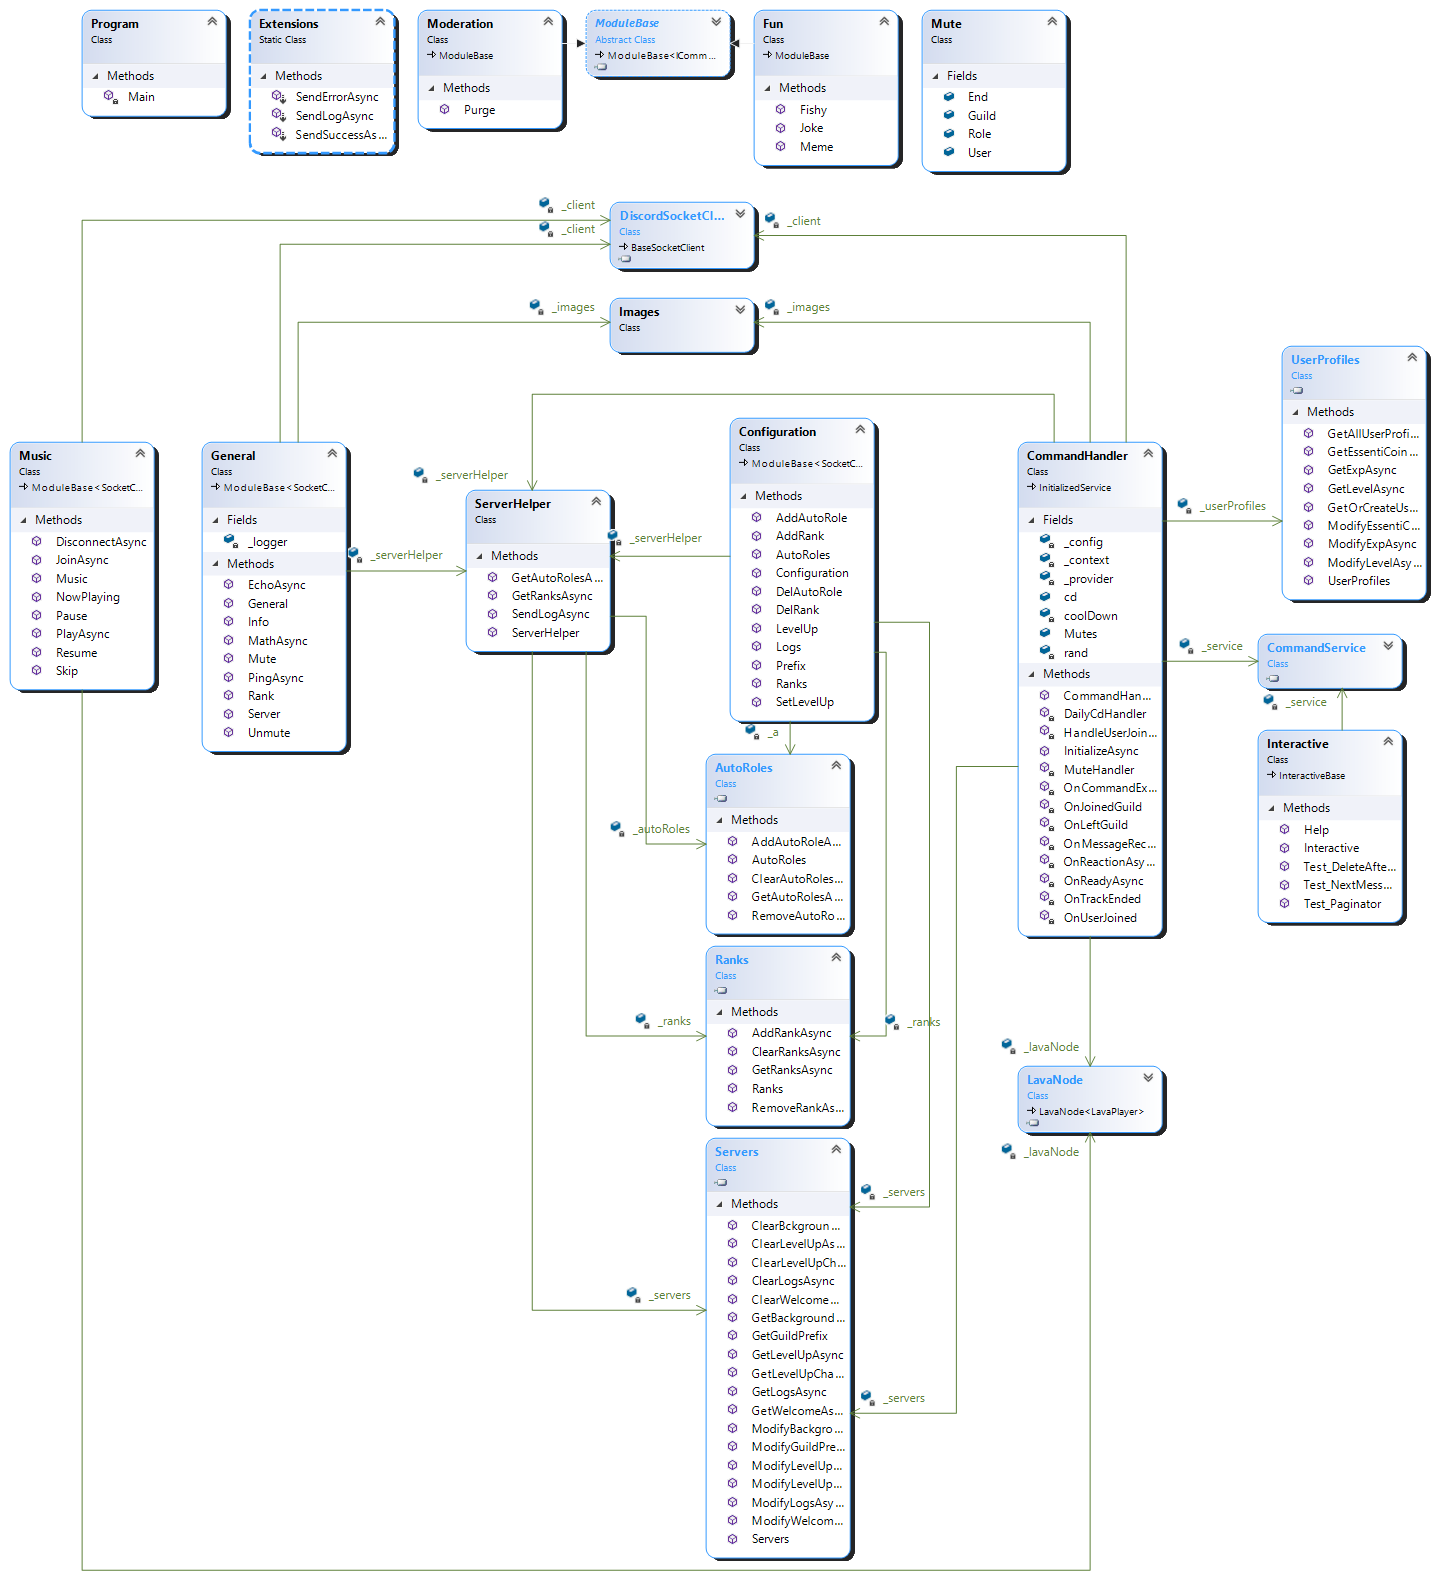 Program
Class
Methods
Main
Extensions
Static Class
Methods
SendErrorAsync
SendLogAsync
SendSuccessAs...
Moderation
Class
ModuleBase
Methods
Purge
ModuleBase
Abstract Class
ModuleBase<IComm...
Fun
Class
ModuleBase
Methods
Fishy
Joke
Meme
Mute
Class
Fields
End
Guild
Role
User
_client
_client
DiscordSocketCl...
Class
BaseSocketClient
_client
_images
Images
Class
_images
UserProfiles
Class
Methods
GetAllUserProfi...
GetEssentiCoin...
GetExpAsync
GetLevelAsync
GetOrCreateUs...
ModifyEssentiC...
ModifyExpAsync
ModifyLevelAsy...
UserProfiles
Music
Class
ModuleBase<SocketC...
Methods
DisconnectAsync
JoinAsync
Music
NowPlaying
Pause
PlayAsync
Resume
Skip
General
Class
ModuleBase<SocketC...
Fields
_logger
Methods
EchoAsync
General
Info
MathAsync
Mute
PingAsync
Rank
Server
Unmute
_serverHelper
_serverHelper
ServerHelper
Class
Methods
GetAutoRolesA...
GetRanksAsync
SendLogAsync
ServerHelper
_serverHelper
Configuration
Class
ModuleBase<SocketC...
Methods
AddAutoRole
AddRank
AutoRoles
Configuration
DelAutoRole
DelRank
LevelUp
Logs
Prefix
Ranks
SetLevelUp
_a
CommandHandler
Class
InitializedService
Fields
_config
_context
_provider
cd
coolDown
Mutes
rand
Methods
CommandHan...
DailyCdHandler
HandleUserJoin...
InitializeAsync
MuteHandler
OnCommandEx...
OnJoinedGuild
OnLeftGuild
OnMessageRec...
OnReactionAsy...
OnReadyAsync
OnTrackEnded
OnUserJoined
_userProfiles
_service
CommandService
Class
_service
Interactive
Class
InteractiveBase
Methods
Help
Interactive
Test_DeleteAfte...
Test_NextMess...
Test_Paginator
AutoRoles
Class
Methods
AddAutoRoleA...
AutoRoles
ClearAutoRoles...
GetAutoRolesA...
RemoveAutoRo...
_autoRoles
Ranks
Class
Methods
AddRankAsync
ClearRanksAsync
GetRanksAsync
Ranks
RemoveRankAs...
_ranks
_ranks
_lavaNode
LavaNode
Class
LavaNode<LavaPlayer>
_lavaNode
Servers
Class
Methods
ClearBckgroun...
ClearLevelUpAs...
ClearLevelUpCh...
ClearLogsAsync
ClearWelcome...
GetBackground...
GetGuildPrefix
GetLevelUpAsync
GetLevelUpCha...
GetLogsAsync
GetWelcomeAs...
ModifyBackgro...
ModifyGuildPre...
ModifyLevelUp...
ModifyLevelUp...
ModifyLogsAsy...
ModifyWelcom...
Servers
_servers
_servers
_servers